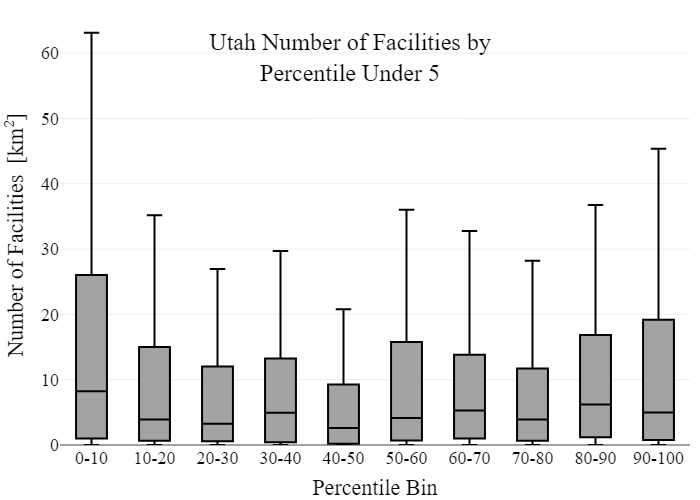 Utah Number of Facilities by
Percentile Under 5
Number of Facilities [km²]
60
50
40
30
20
10
0
0-10 10-20 20-30 30-40 40-50 50-60 60-70 70-80 80-90 90-100
Percentile Bin